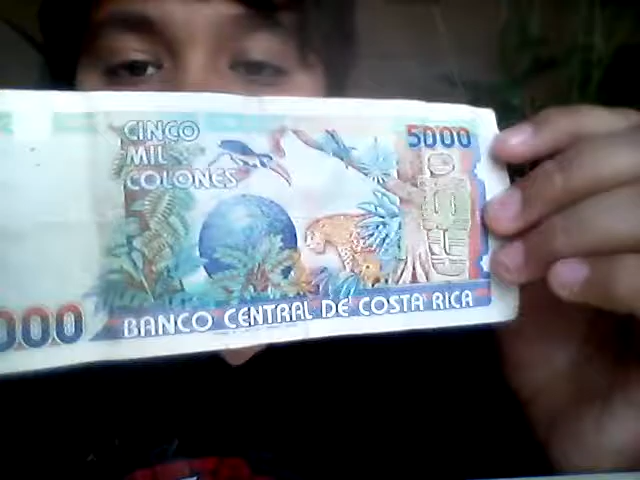 CINCO
MIL
COLONES
5000
000
BANCO CENTRAL DE COSTA RICA